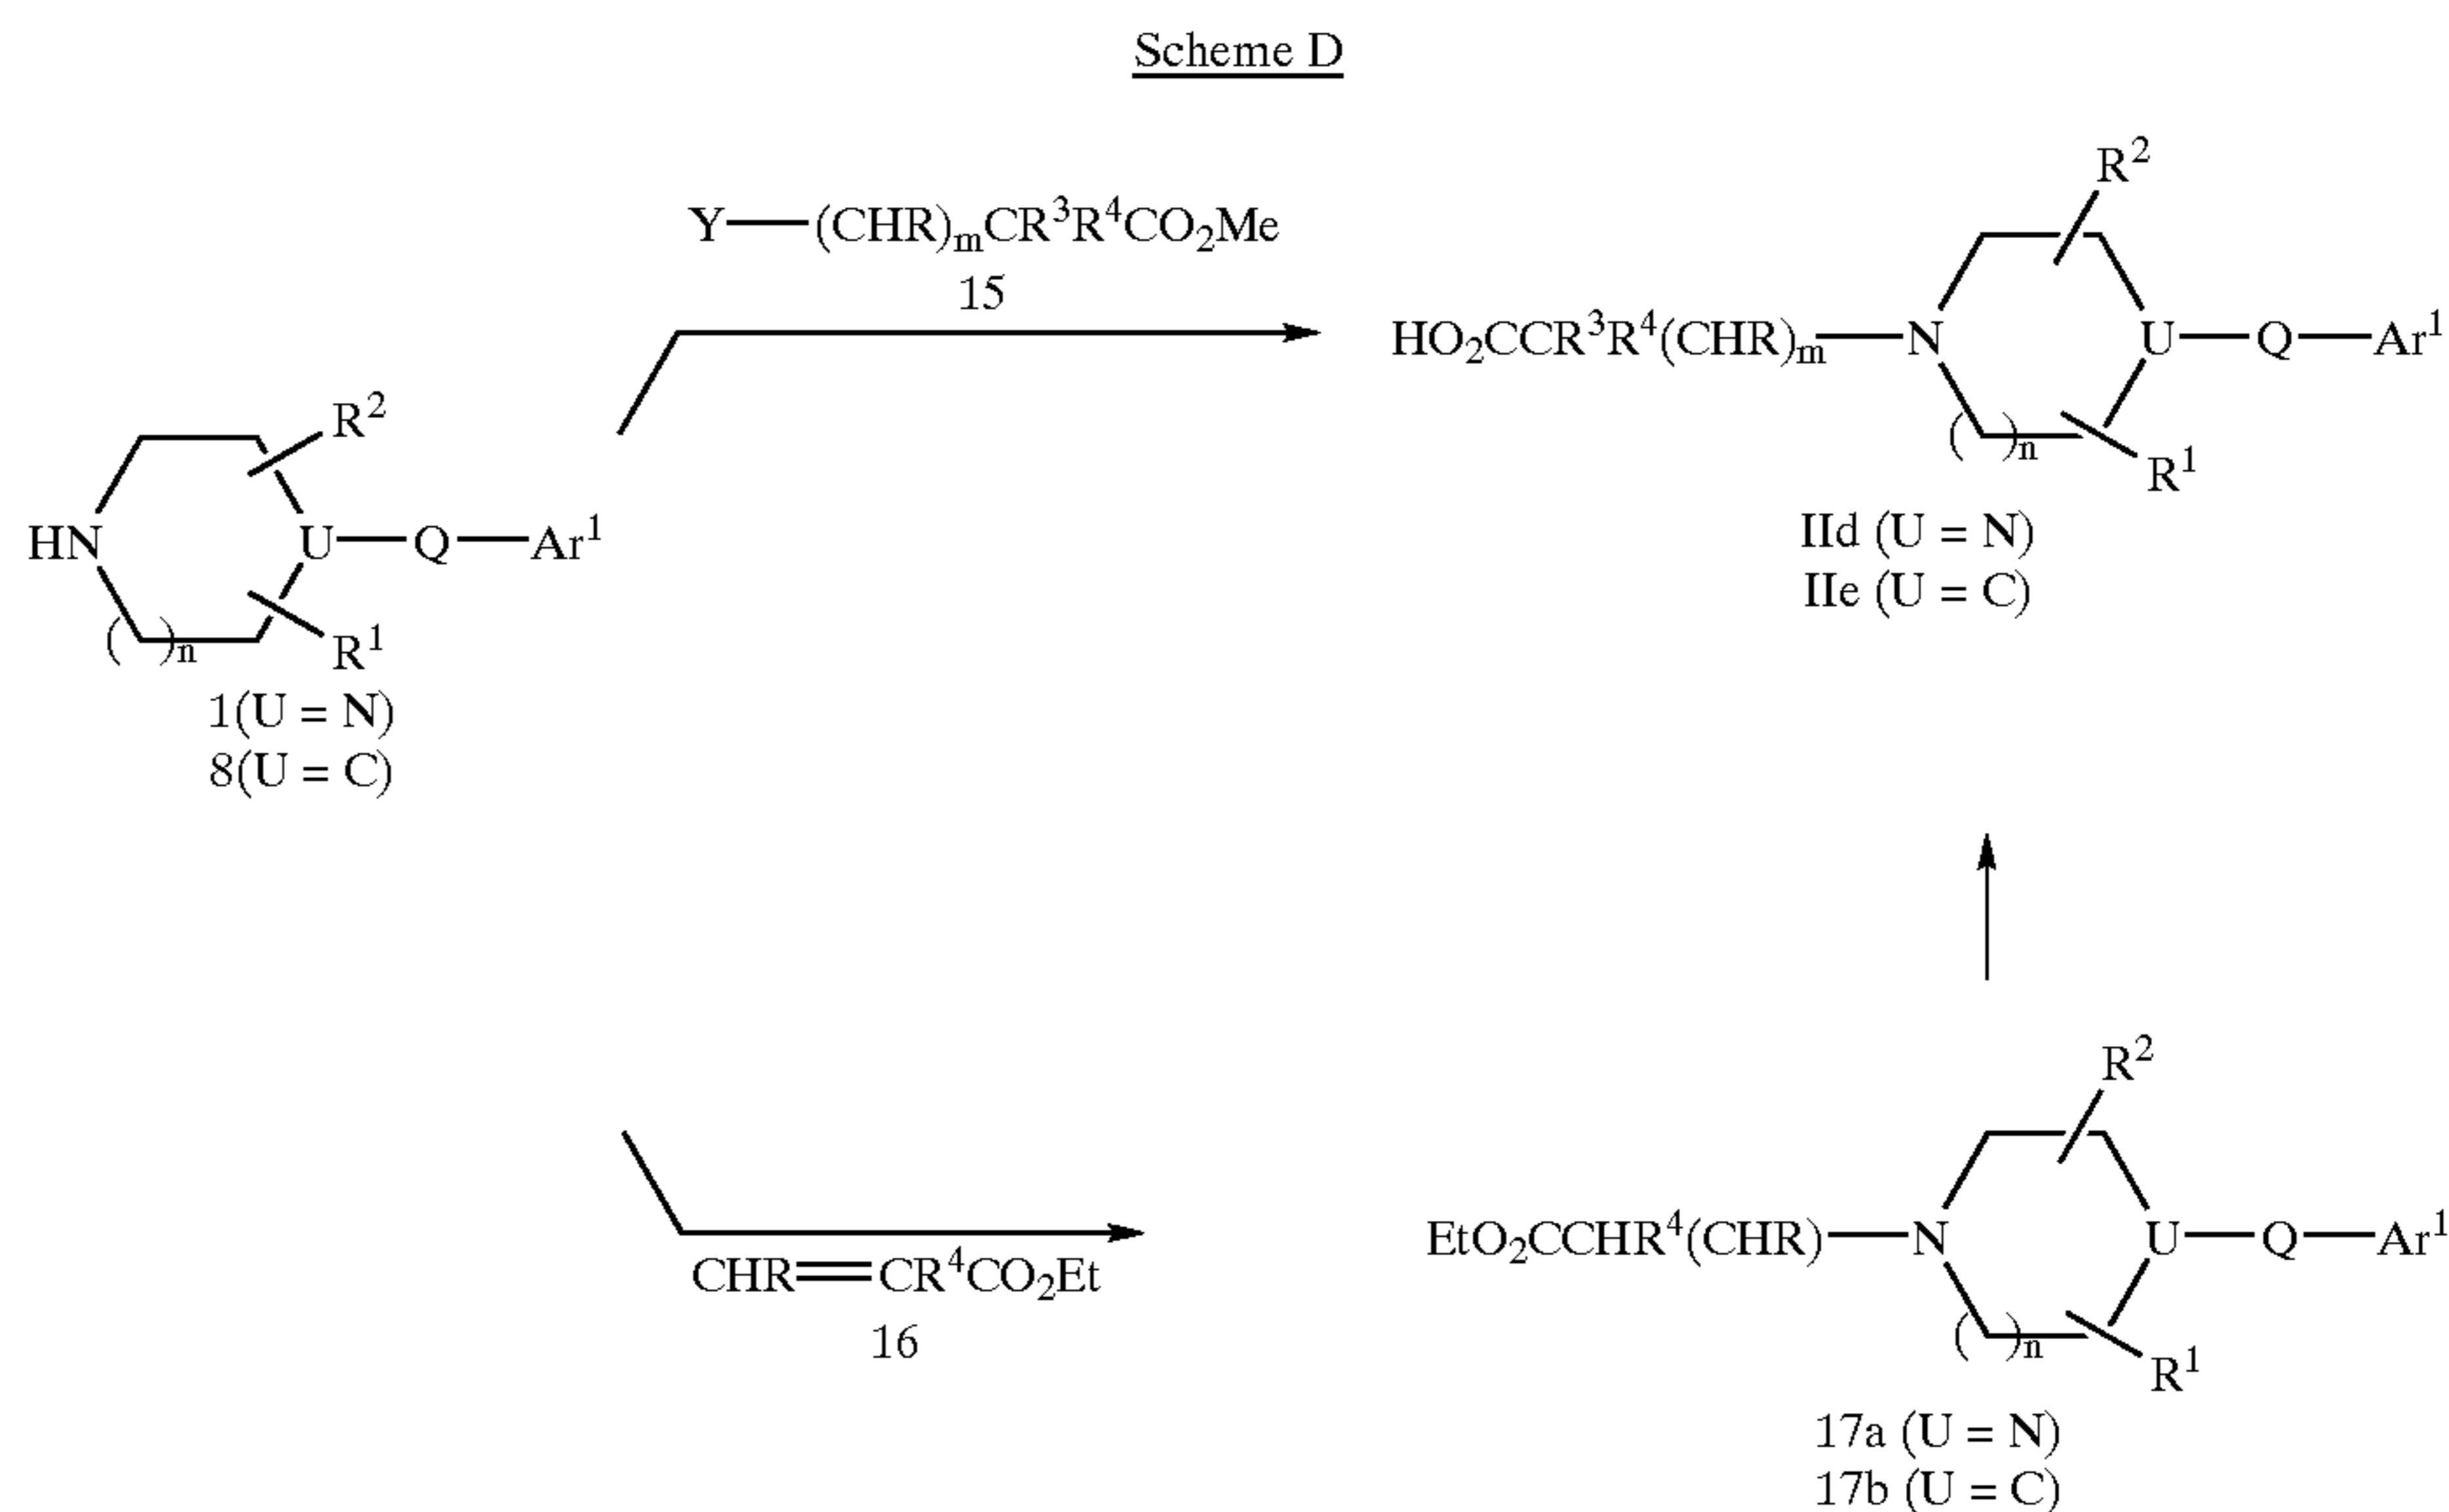 Scheme D
Y—(CHR)mCR³R⁴CO₂Me
15
R²
HO₂CCR³R⁴(CHR)m—N U—Q—Ar¹
( )n
R¹
IId (U = N)
IIe (U = C)
R²
HN U—Q—Ar¹
( )n
R¹
1(U = N)
8(U = C)
CHR=CR⁴CO₂Et
16
R²
EtO₂CCHR⁴(CHR)—N U—Q—Ar¹
( )n
R¹
17a (U = N)
17b (U = C)